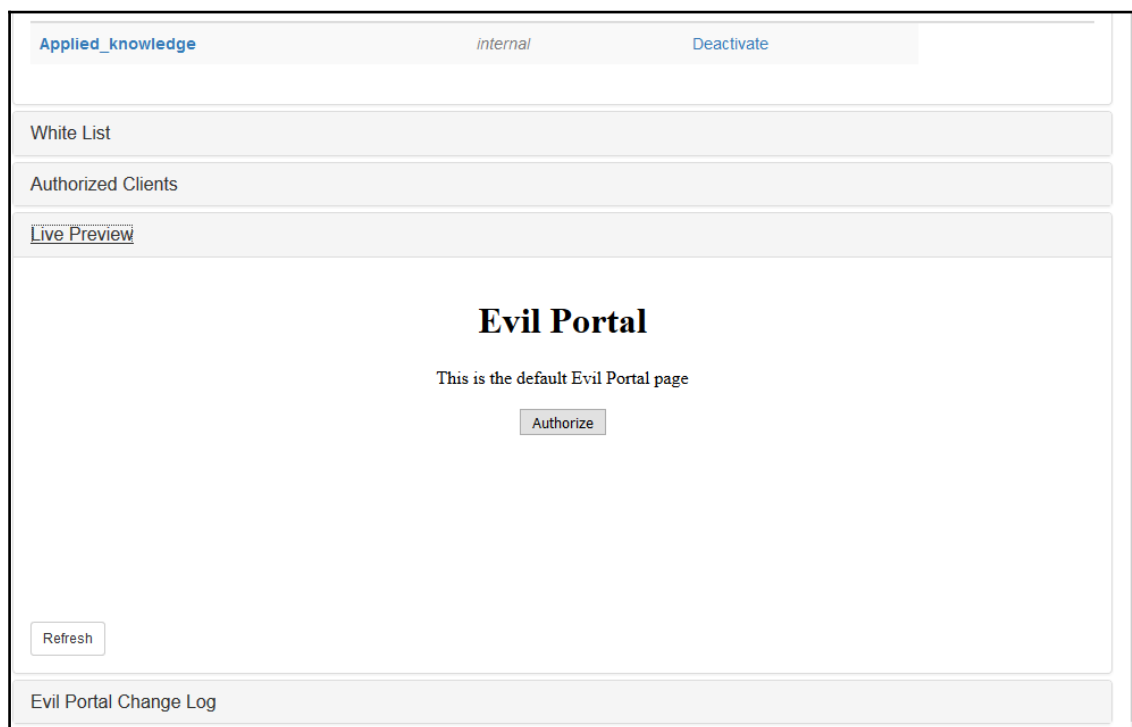 Applied_knowledge internal Deactivate
White List
Authorized Clients
Live Preview
Evil Portal
This is the default Evil Portal page
Authorize
Refresh
Evil Portal Change Log